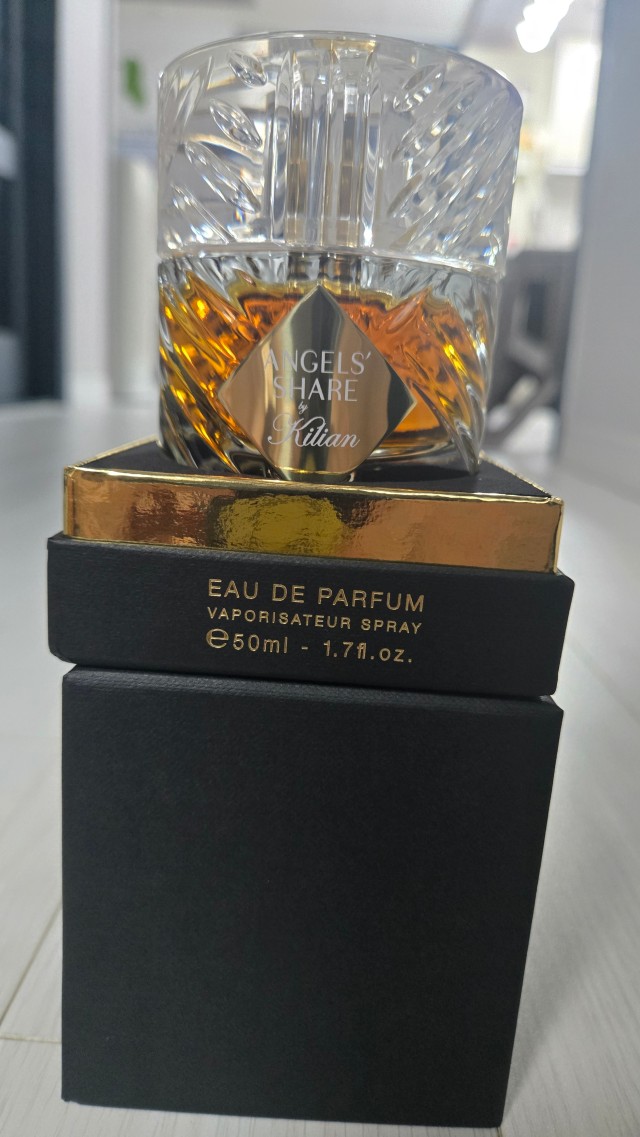 ANGELS'
SHARE
by
Kilian
EAU DE PARFUM
VAPORISATEUR SPRAY
℮50ml - 1.7fl.oz.